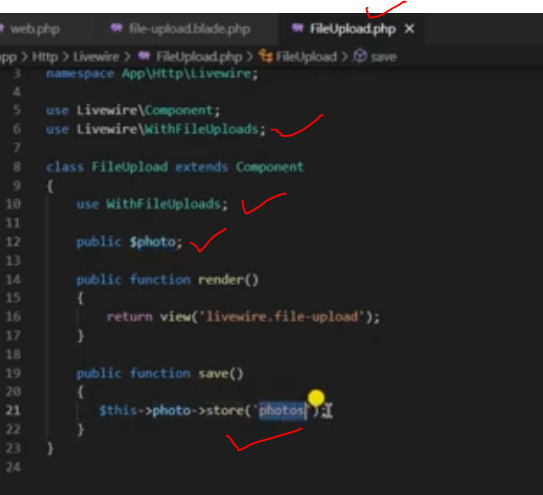 web.php file-upload.blade.php FileUpload.php ×
app > Http > Livewire > FileUpload.php > FileUpload > save
3 namespace App\Http\Livewire;
4
5 use Livewire\Component;
6 use Livewire\WithFileUploads;
7
8 class FileUpload extends Component
9 {
10 use WithFileUploads;
11
12 public $photo;
13
14 public function render()
15 {
16 return view('livewire.file-upload');
17 }
18
19 public function save()
20 {
21 $this->photo->store('photos');
22 }
23 }
24